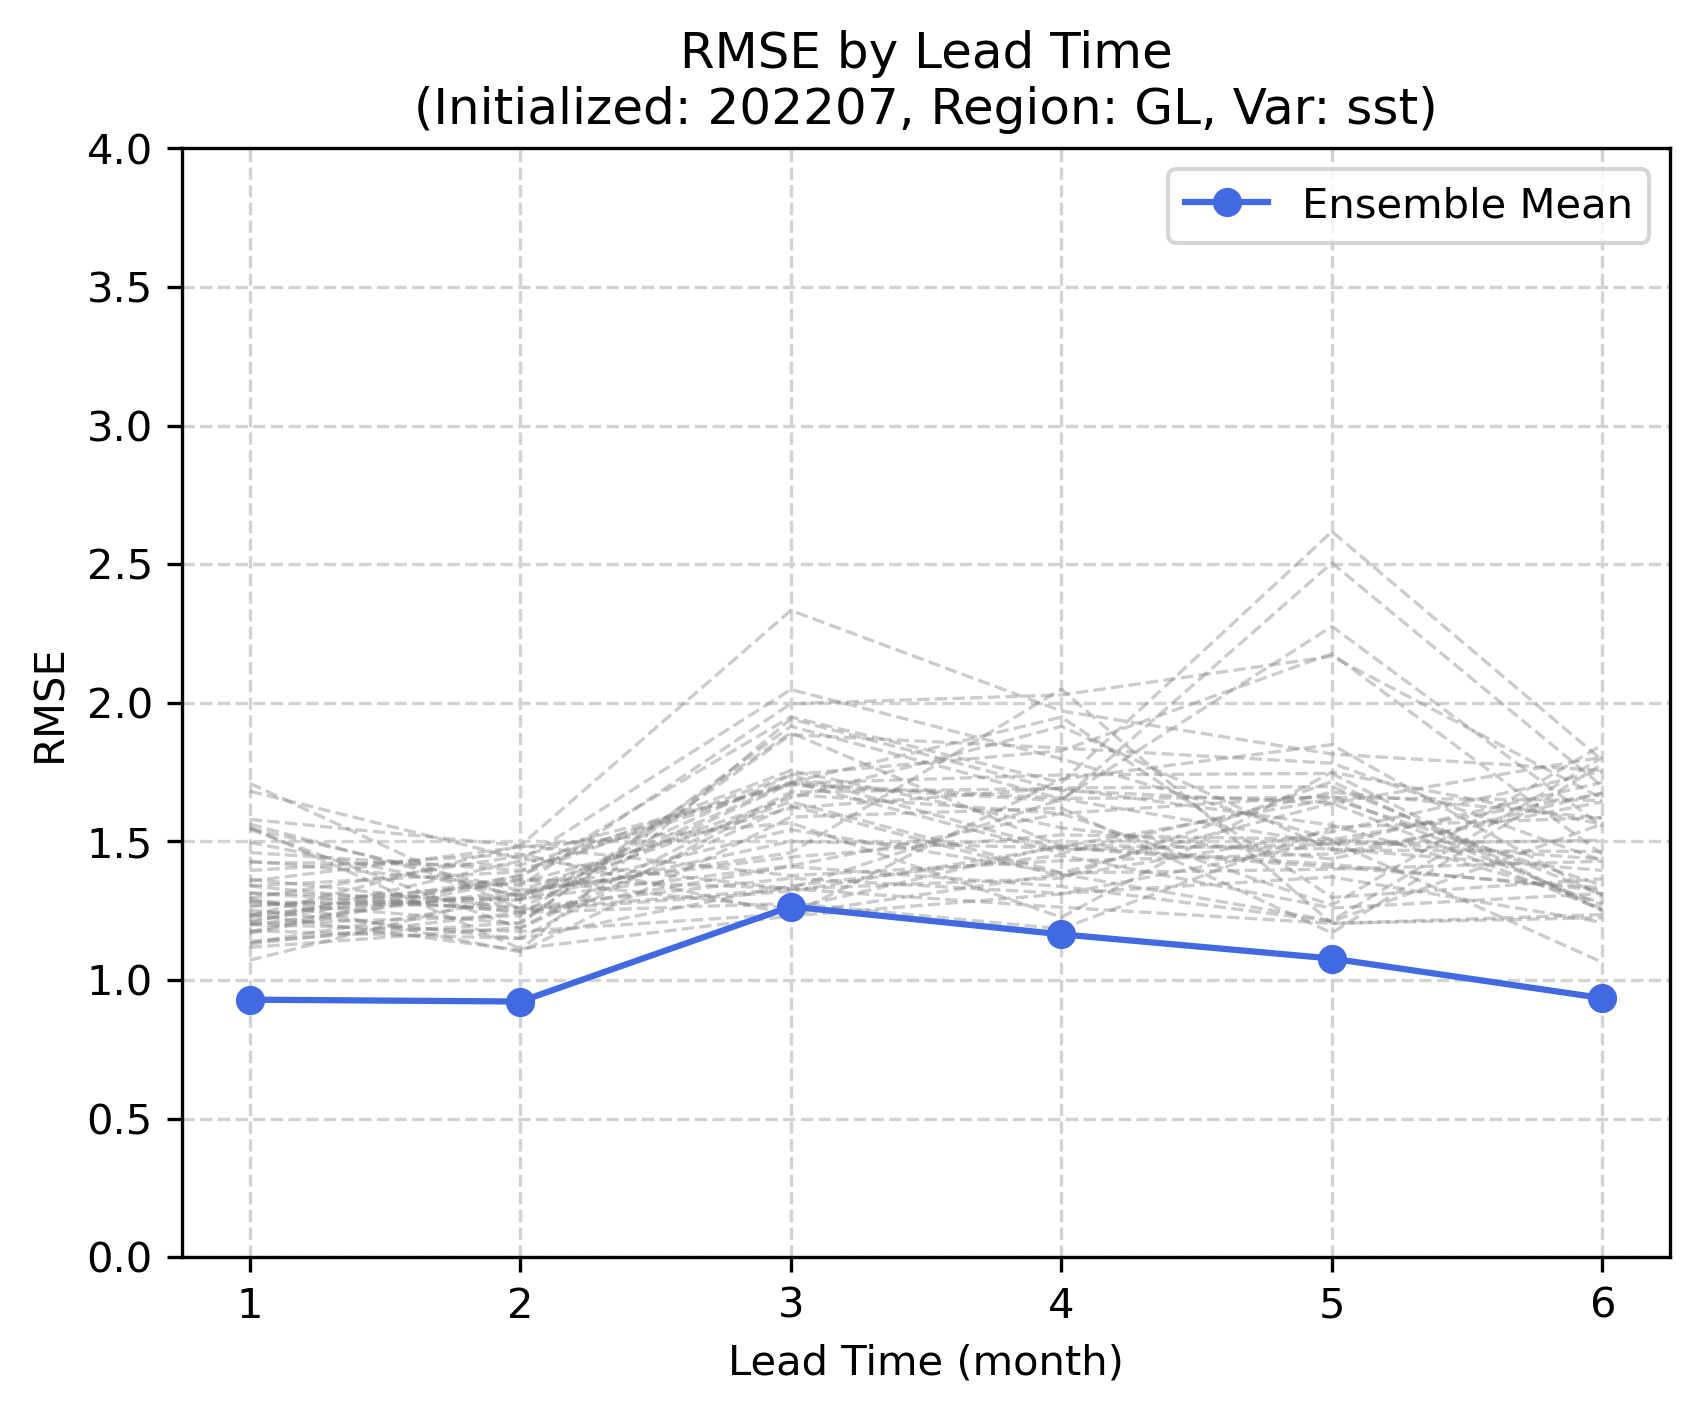 RMSE by Lead Time
(Initialized: 202207, Region: GL, Var: sst)
Ensemble Mean
4.0
3.5
3.0
2.5
2.0
1.5
1.0
0.5
0.0
RMSE
1 2 3 4 5 6
Lead Time (month)